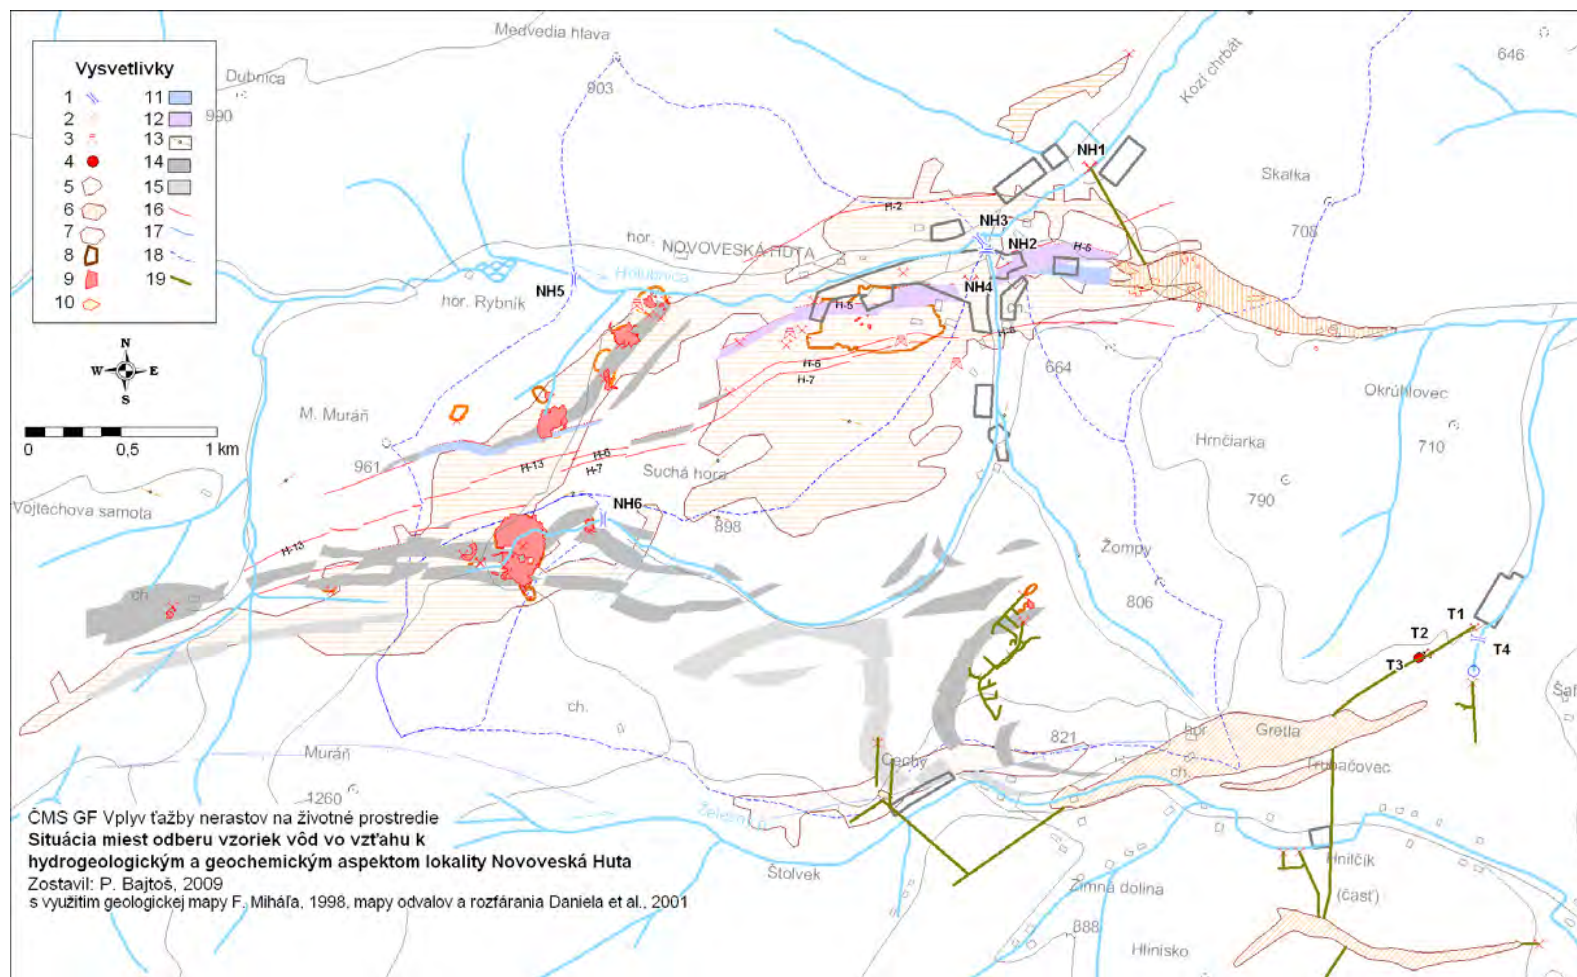 Medvedia hlava
646
Kozí chrbát
Vysvetlivky
Dubnica
903
990
1 11
2 12
3 13
4 14
5 15
6 16
7 17
8 18
9 19
10
NH1
Skalka
H-2
NH3
708
hor.
NOVOVESKÁ HUTA
NH2
H-6
Holubnica
NH5
NH4
hor. Rybník
H-5
H-8
N
W E
S
H-6
H-7
664
Okrúhlovec
M. Muráň
0 0,5 1 km
Hrnčiarka
710
961
H-6
H-13
H-7
Suchá hora
790
Vojtechova samota
NH6
898
H-13
Žompy
ch.
806
T1
T2
T3
T4
ch.
hor
Gretla
Muráň
821
Čechy
ch.
Trubačovec
1260
ČMS GF Vplyv ťažby nerastov na životné prostredie
Situácia miest odberu vzoriek vôd vo vzťahu k
hydrogeologickým a geochemickým aspektom lokality Novoveská Huta
Zostavil: P. Bajtoš, 2009
s využitím geologickej mapy F. Miháľa, 1998, mapy odvalov a rozfárania Daniela et al., 2001
Štolvek
Zimná dolina
Hnilčík
(časť)
888
Hlinisko